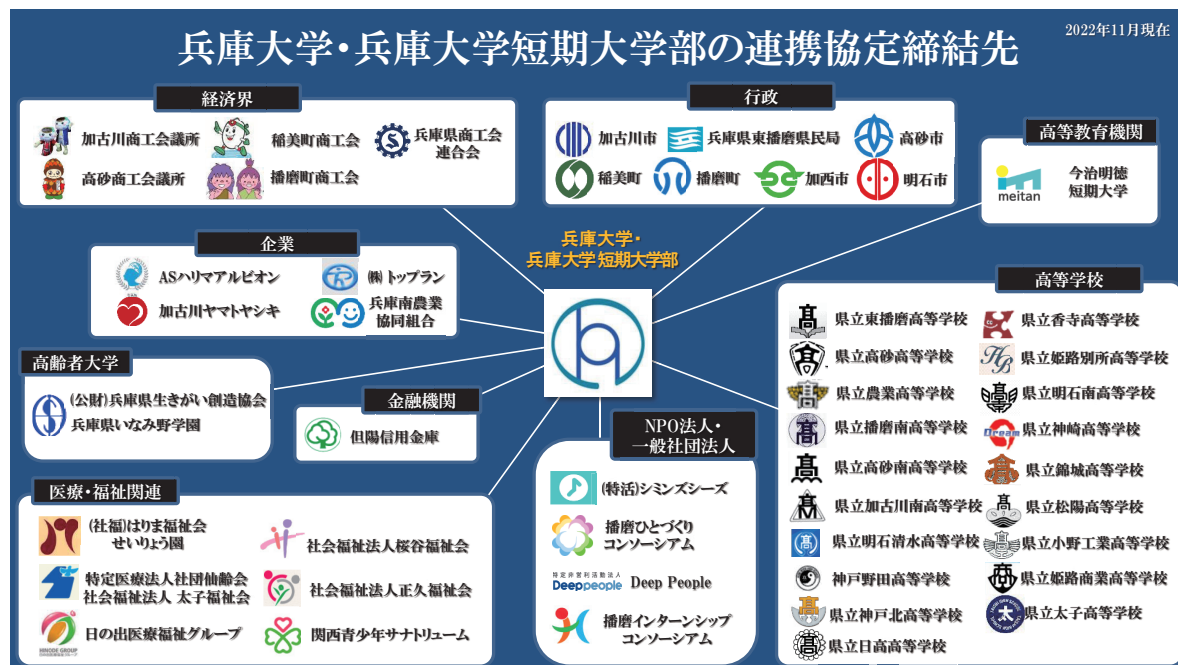 2022年11月現在
兵庫大学・兵庫大学短期大学部の連携協定締結先
経済界
加古川商工会議所
稲美町商工会
兵庫県商工会
連合会
高砂商工会議所
播磨町商工会
行政
加古川市
兵庫県東播磨県民局
高砂市
稲美町
播磨町
加西市
明石市
高等教育機関
meitan
今治明徳
短期大学
企業
ASハリマアルビオン
㈱トップラン
加古川ヤマトヤシキ
兵庫南農業
協同組合
兵庫大学・
兵庫大学短期大学部
高齢者大学
(公財)兵庫県生きがい創造協会
兵庫県いなみ野学園
金融機関
但陽信用金庫
医療・福祉関連
(社福)はりま福祉会
せいりょう園
社会福祉法人桜谷福祉会
特定医療法人社団仙齢会
社会福祉法人 太子福祉会
社会福祉法人正久福祉会
HINODE GROUP
日の出医療福祉グループ
関西青少年サナトリューム
NPO法人・
一般社団法人
(特活)シミンズシーズ
播磨ひとづくり
コンソーシアム
特定非営利活動法人
Deeppeople
Deep People
播磨インターンシップ
コンソーシアム
高等学校
県立東播磨高等学校
県立香寺高等学校
県立高砂高等学校
HB
県立姫路別所高等学校
県立農業高等学校
県立明石南高等学校
県立播磨南高等学校
Dream
県立神崎高等学校
県立高砂南高等学校
県立錦城高等学校
県立加古川南高等学校
県立松陽高等学校
県立明石清水高等学校
県立小野工業高等学校
神戸野田高等学校
県立姫路商業高等学校
県立神戸北高等学校
太
県立太子高等学校
県立日高高等学校